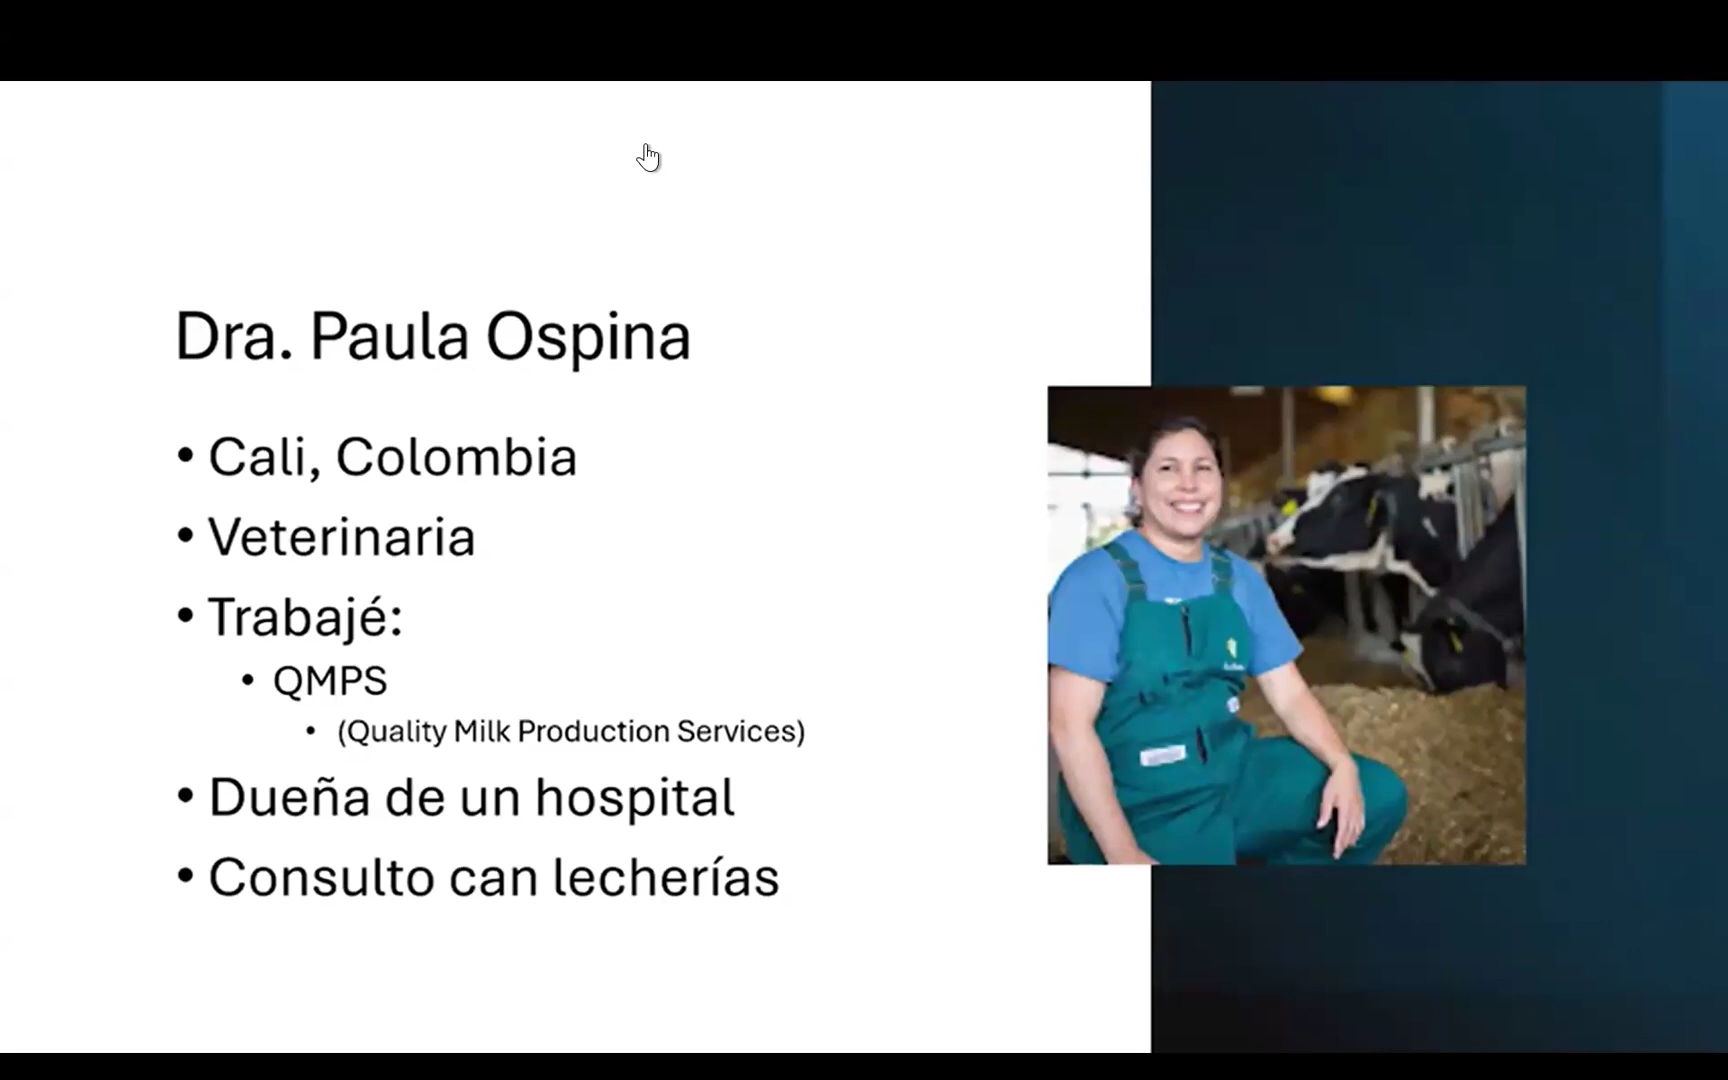 Dra. Paula Ospina
• Cali, Colombia
• Veterinaria
• Trabajé:
• QMPS
• (Quality Milk Production Services)
• Dueña de un hospital
• Consulto can lecherías